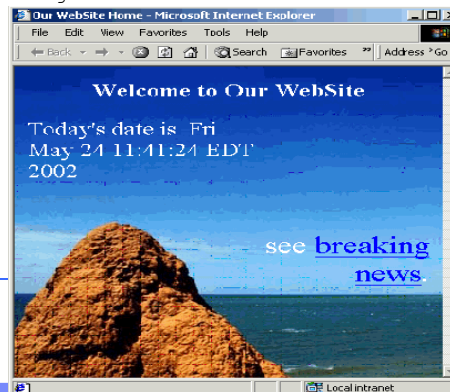 Our WebSite Home - Microsoft Internet Explorer
File Edit View Favorites Tools Help
Back Search Favorites » Address » Go
Welcome to Our WebSite
Today's date is Fri
May 24 11:41:24 EDT
2002
see breaking
news.
Local intranet